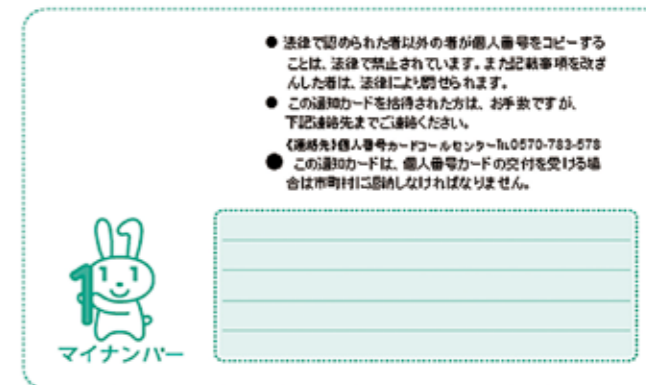 ● 法律で認められた者以外の者が個人番号をコピーする
ことは、法律で禁止されています。また記載事項を改ざ
んした者は、法律により罰せられます。
● この通知カードを拾得された方は、お手数ですが、
下記連絡先までご連絡ください。
《連絡先》個人番号カードコールセンター℡0570-783-578
● この通知カードは、個人番号カードの交付を受ける場
合は市町村に返納しなければなりません。
1
マイナンバー